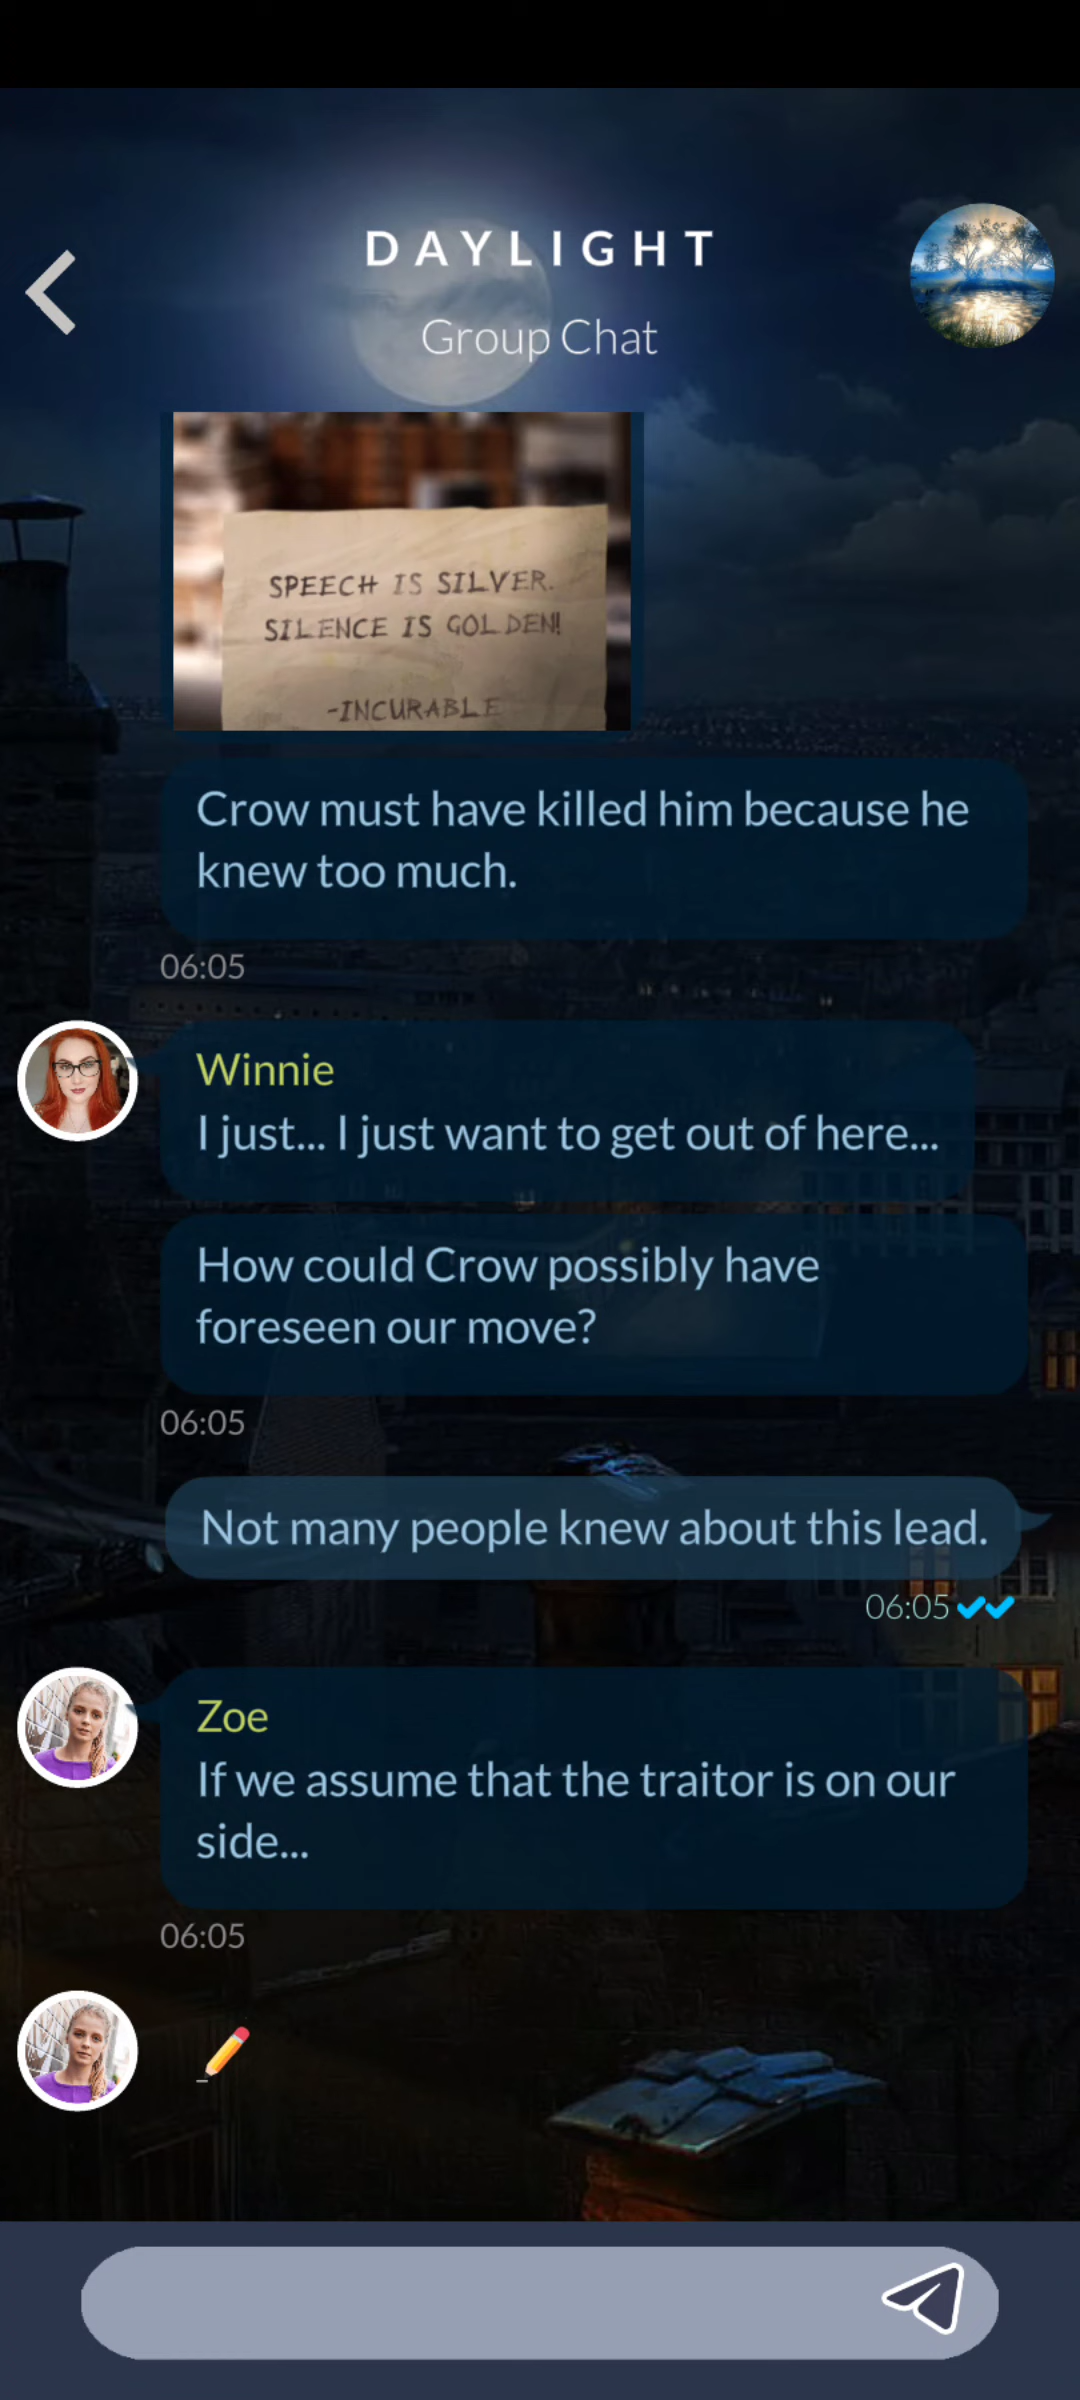 DAYLIGHT
Group Chat
SPEECH IS SILVER.
SILENCE IS GOLDEN!
-INCURABLE
Crow must have killed him because he
knew too much.
06:05
Winnie
I just... I just want to get out of here...
How could Crow possibly have
foreseen our move?
06:05
Not many people knew about this lead.
06:05
Zoe
If we assume that the traitor is on our
side...
06:05